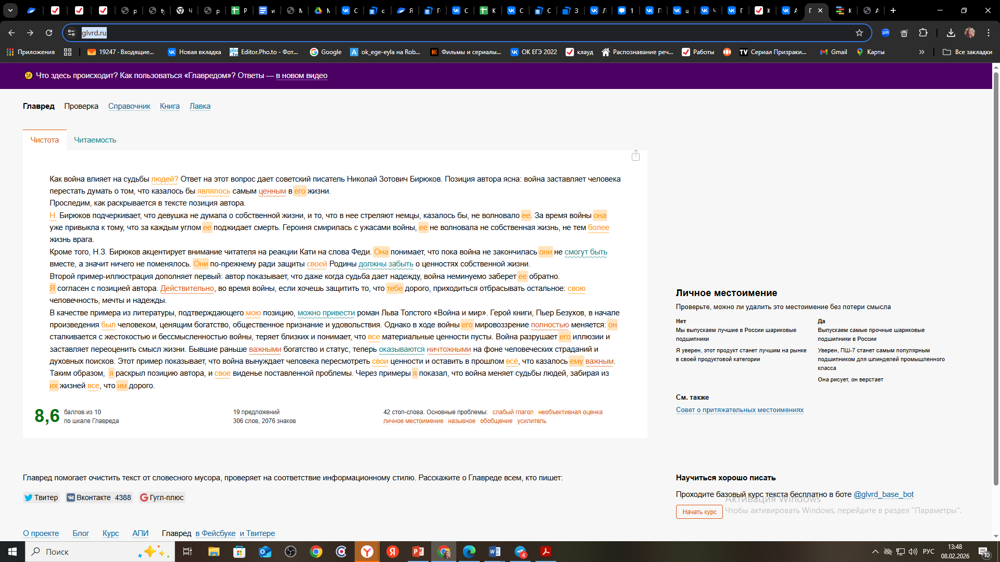 glvrd.ru
Приложения 19247 · Входящие... Новая вкладка Editor.Pho.to - Фот... Google ok_ege-eyla на Rob... Фильмы и сериалы... ОК ЕГЭ 2022 клауд Распознавание реч... Работы Сериал Призраки... Gmail Карты » Все закладки
Что здесь происходит? Как пользоваться «Главредом»? Ответы — в новом видео
Главред Проверка Справочник Книга Лавка
Чистота Читаемость
Как война влияет на судьбы людей? Ответ на этот вопрос дает советский писатель Николай Зотович Бирюков. Позиция автора ясна: война заставляет человека
перестать думать о том, что казалось бы являлось самым ценным в его жизни.
Проследим, как раскрывается в тексте позиция автора.
Н. Бирюков подчеркивает, что девушка не думала о собственной жизни, и то, что в нее стреляют немцы, казалось бы, не волновало ее. За время войны она
уже привыкла к тому, что за каждым углом ее поджидает смерть. Героиня смирилась с ужасами войны, ее не волновала не собственная жизнь, не тем более
жизнь врага.
Кроме того, Н.З. Бирюков акцентирует внимание читателя на реакции Кати на слова Феди. Она понимает, что пока война не закончилась они не смогут быть
вместе, а значит ничего не поменялось. Они по-прежнему ради защиты своей Родины должны забыть о ценностях собственной жизни.
Второй пример-иллюстрация дополняет первый: автор показывает, что даже когда судьба дает надежду, война неминуемо заберет ее обратно.
Я согласен с позицией автора. Действительно, во время войны, если хочешь защитить то, что тебе дорого, приходиться отбрасывать остальное: свою
человечность, мечты и надежды.
В качестве примера из литературы, подтверждающего мою позицию, можно привести роман Льва Толстого «Война и мир». Герой книги, Пьер Безухов, в начале
произведения был человеком, ценящим богатство, общественное признание и удовольствия. Однако в ходе войны его мировоззрение полностью меняется: он
сталкивается с жестокостью и бессмысленностью войны, теряет близких и понимает, что все материальные ценности пусты. Война разрушает его иллюзии и
заставляет переоценить смысл жизни. Бывшие раньше важными богатство и статус, теперь оказываются ничтожными на фоне человеческих страданий и
духовных поисков. Этот пример показывает, что война вынуждает человека пересмотреть свои ценности и оставить в прошлом всё, что казалось ему важным.
Таким образом, я раскрыл позицию автора, и свое виденье поставленной проблемы. Через примеры я показал, что война меняет судьбы людей, забирая из
их жизней все, что им дорого.
8,6 баллов из 10
по шкале Главреда
19 предложений
306 слов, 2076 знаков
42 стоп-слова. Основные проблемы: слабый глагол необъективная оценка
личное местоимение назывное обобщение усилитель
Личное местоимение
Проверьте, можно ли удалить это местоимение без потери смысла
Нет
Мы выпускаем лучшие в России шариковые
подшипники
Я уверен, этот продукт станет лучшим на рынке
в своей продуктовой категории
Да
Выпускаем самые прочные шариковые
подшипники в России
Уверен, ПШ-7 станет самым популярным
подшипником для шпинделей промышленного
класса
Она рисует, он верстает
См. также
Совет о притяжательных местоимениях
Главред помогает очистить текст от словесного мусора, проверяет на соответствие информационному стилю. Расскажите о Главреде всем, кто пишет:
Твитер Вконтакте 4388 Гугл-плюс
Научиться хорошо писать
Проходите базовый курс текста бесплатно в боте @glvrd_base_bot
Начать курс
Активация Windows
Чтобы активировать Windows, перейдите в раздел "Параметры".
О проекте Блог Курс АПИ Главред в Фейсбуке и Твитере
Поиск
4
РУС
13:48
08.02.2026
10